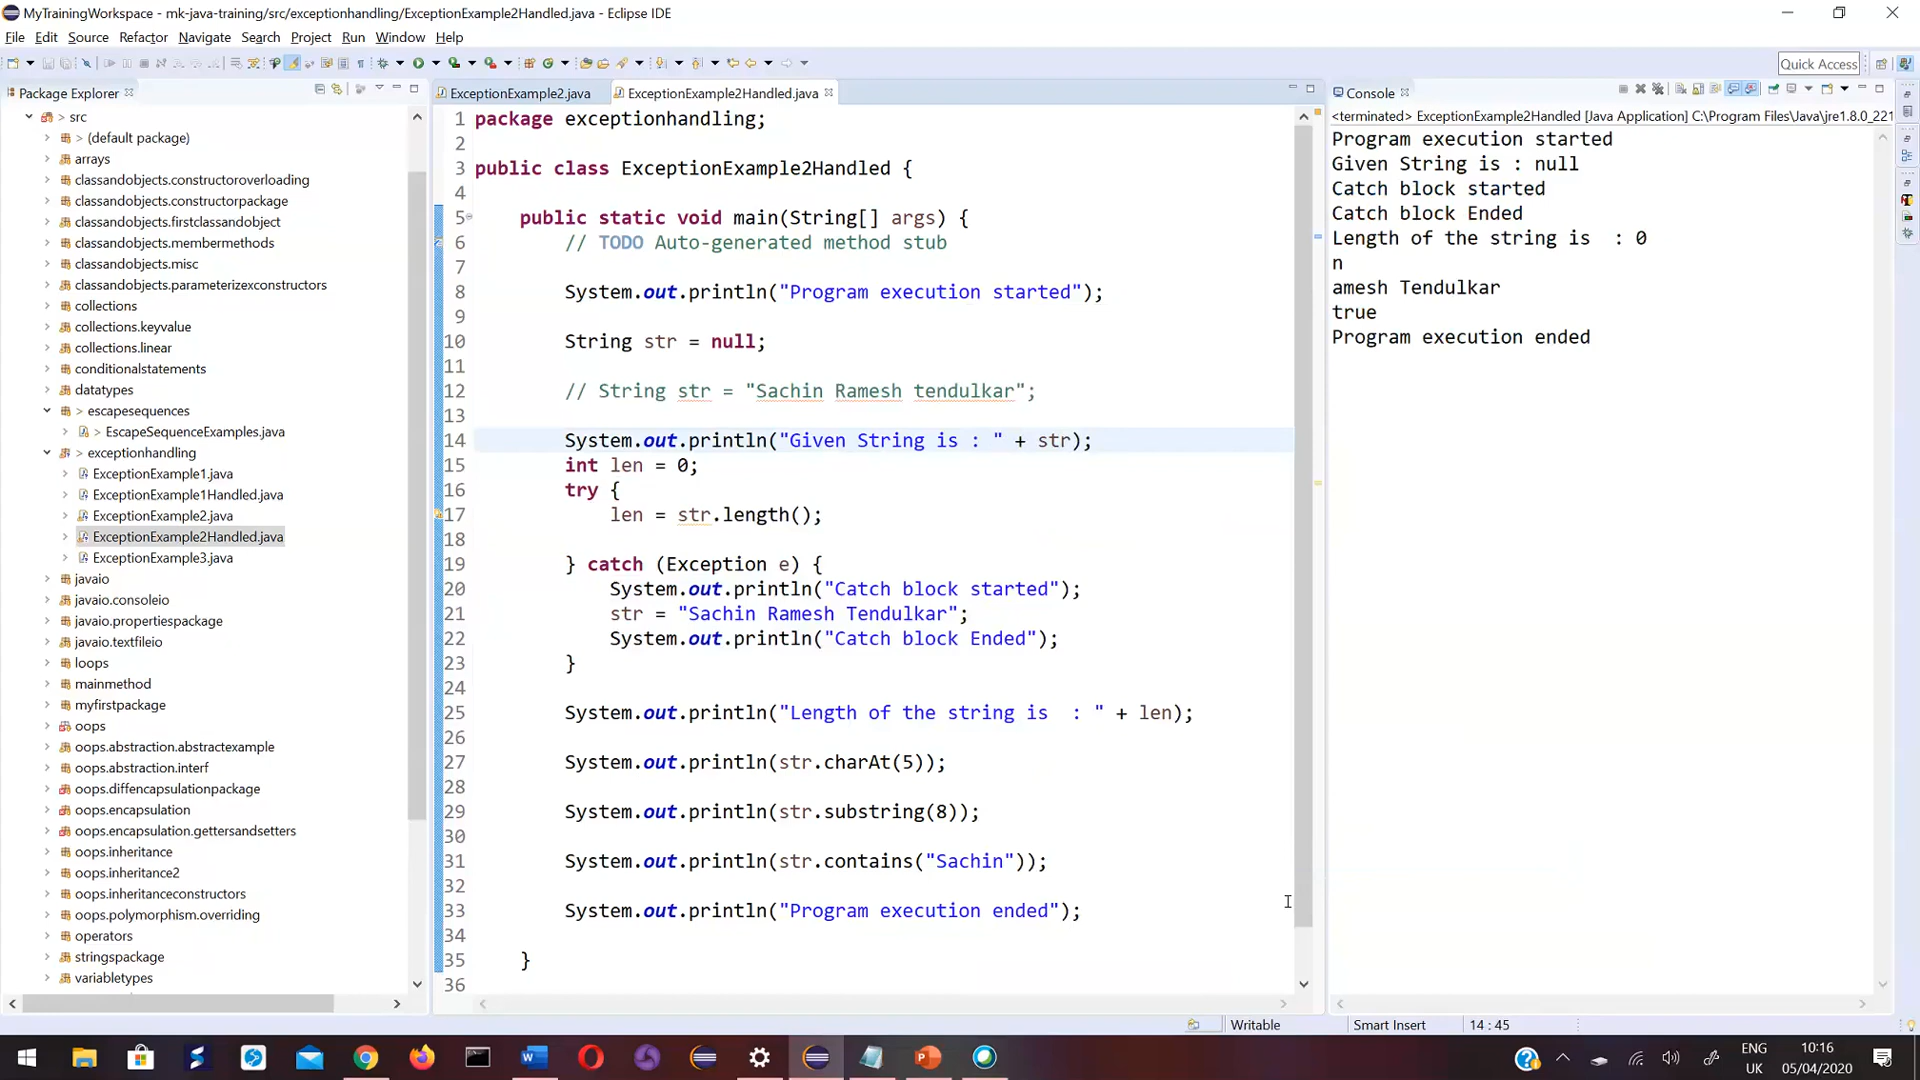 MyTrainingWorkspace - mk-java-training/src/exceptionhandling/ExceptionExample2Handled.java - Eclipse IDE
File Edit Source Refactor Navigate Search Project Run Window Help
Quick Access
Package Explorer
> src
> (default package)
arrays
classandobjects.constructoroverloading
classandobjects.constructorpackage
classandobjects.firstclassandobject
classandobjects.membermethods
classandobjects.misc
classandobjects.parameterizexconstructors
collections
collections.keyvalue
collections.linear
conditionalstatements
datatypes
> escapesequences
> EscapeSequenceExamples.java
> exceptionhandling
ExceptionExample1.java
ExceptionExample1Handled.java
ExceptionExample2.java
ExceptionExample2Handled.java
ExceptionExample3.java
javaio
javaio.consoleio
javaio.propertiespackage
javaio.textfileio
loops
mainmethod
myfirstpackage
oops
oops.abstraction.abstractexample
oops.abstraction.interf
oops.diffencapsulationpackage
oops.encapsulation
oops.encapsulation.gettersandsetters
oops.inheritance
oops.inheritance2
oops.inheritanceconstructors
oops.polymorphism.overriding
operators
stringspackage
variabletypes
ExceptionExample2.java
ExceptionExample2Handled.java
1 package exceptionhandling;
2
3 public class ExceptionExample2Handled {
4
5 public static void main(String[] args) {
6 // TODO Auto-generated method stub
7
8 System.out.println("Program execution started");
9
10 String str = null;
11
12 // String str = "Sachin Ramesh tendulkar";
13
14 System.out.println("Given String is : " + str);
15 int len = 0;
16 try {
17 len = str.length();
18
19 } catch (Exception e) {
20 System.out.println("Catch block started");
21 str = "Sachin Ramesh Tendulkar";
22 System.out.println("Catch block Ended");
23 }
24
25 System.out.println("Length of the string is  : " + len);
26
27 System.out.println(str.charAt(5));
28
29 System.out.println(str.substring(8));
30
31 System.out.println(str.contains("Sachin"));
32
33 System.out.println("Program execution ended");
34
35 }
36
Console
<terminated> ExceptionExample2Handled [Java Application] C:\Program Files\Java\jre1.8.0_221
Program execution started
Given String is : null
Catch block started
Catch block Ended
Length of the string is  : 0
n
amesh Tendulkar
true
Program execution ended
Writable Smart Insert 14 : 45
ENG
UK
10:16
05/04/2020